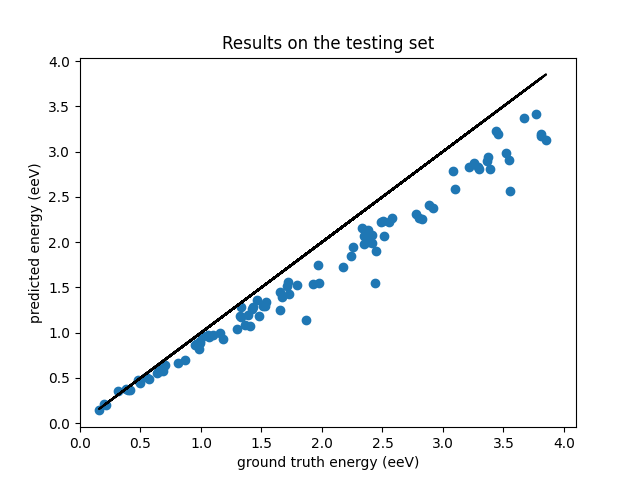 Results on the testing set
4.0
3.5
3.0
2.5
2.0
1.5
1.0
0.5
0.0
predicted energy (eeV)
0.0 0.5 1.0 1.5 2.0 2.5 3.0 3.5 4.0
ground truth energy (eeV)